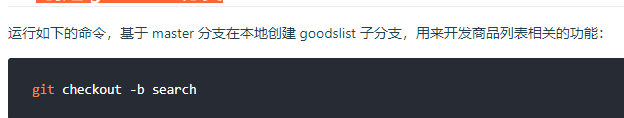 运行如下的命令，基于 master 分支在本地创建 goodslist 子分支，用来开发商品列表相关的功能：
git checkout -b search